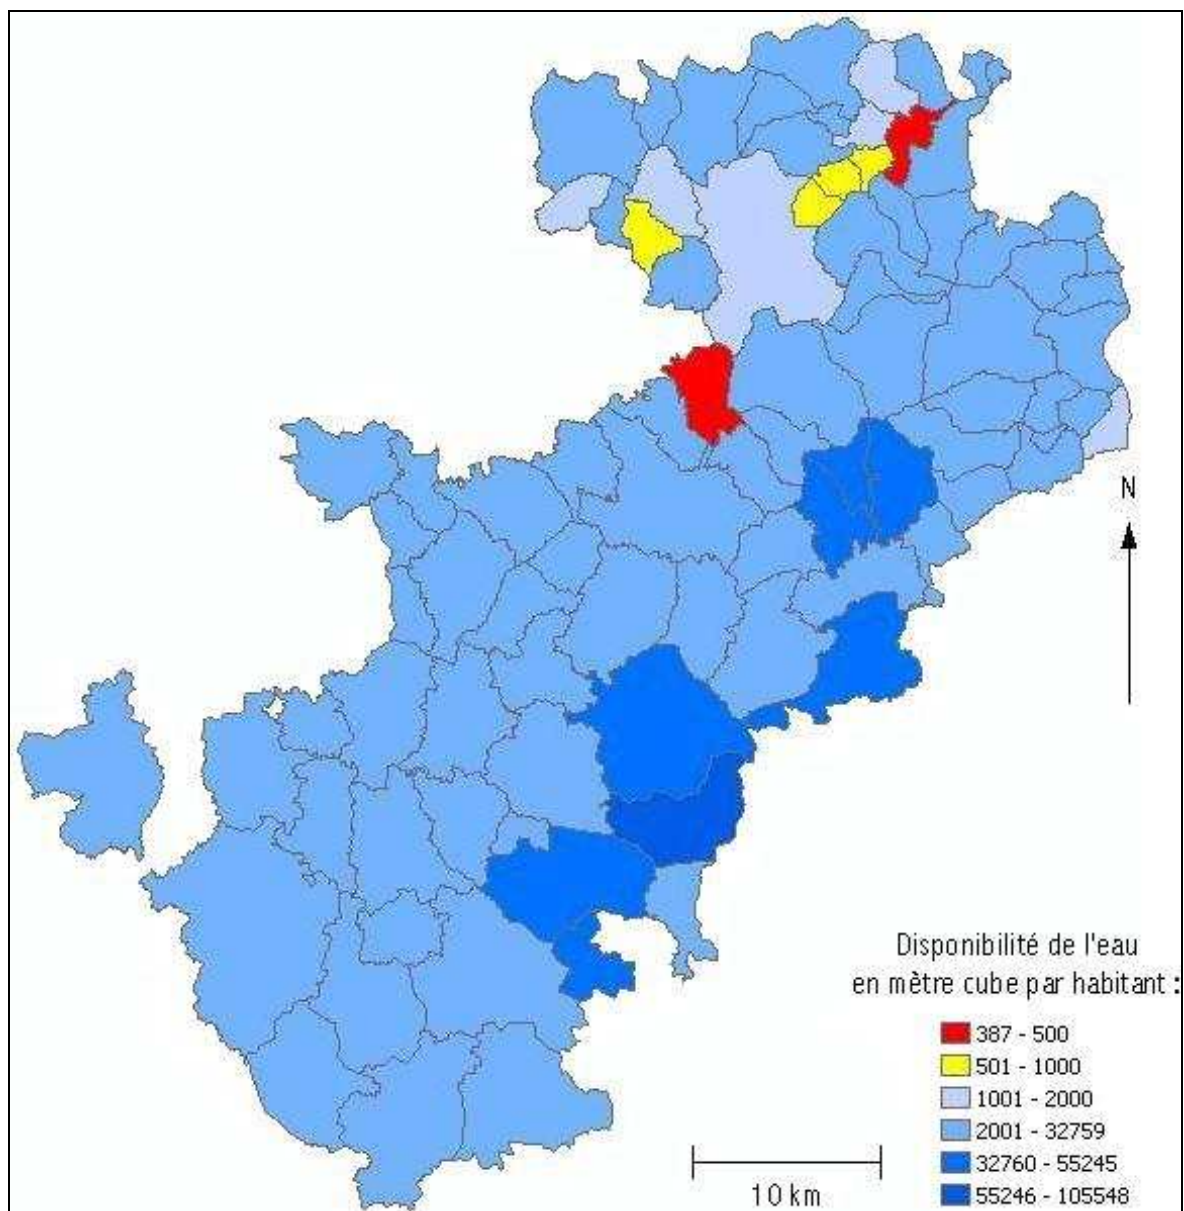 N
Disponibilité de l'eau
en mètre cube par habitant :
387 - 500
501 - 1000
1001 - 2000
2001 - 32759
32760 - 55245
55246 - 105548
10 km